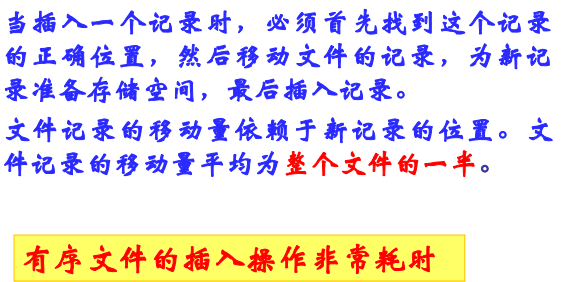 当插入一个记录时，必须首先找到这个记录
的正确位置，然后移动文件的记录，为新记
录准备存储空间，最后插入记录。
文件记录的移动量依赖于新记录的位置。文
件记录的移动量平均为整个文件的一半。
有序文件的插入操作非常耗时